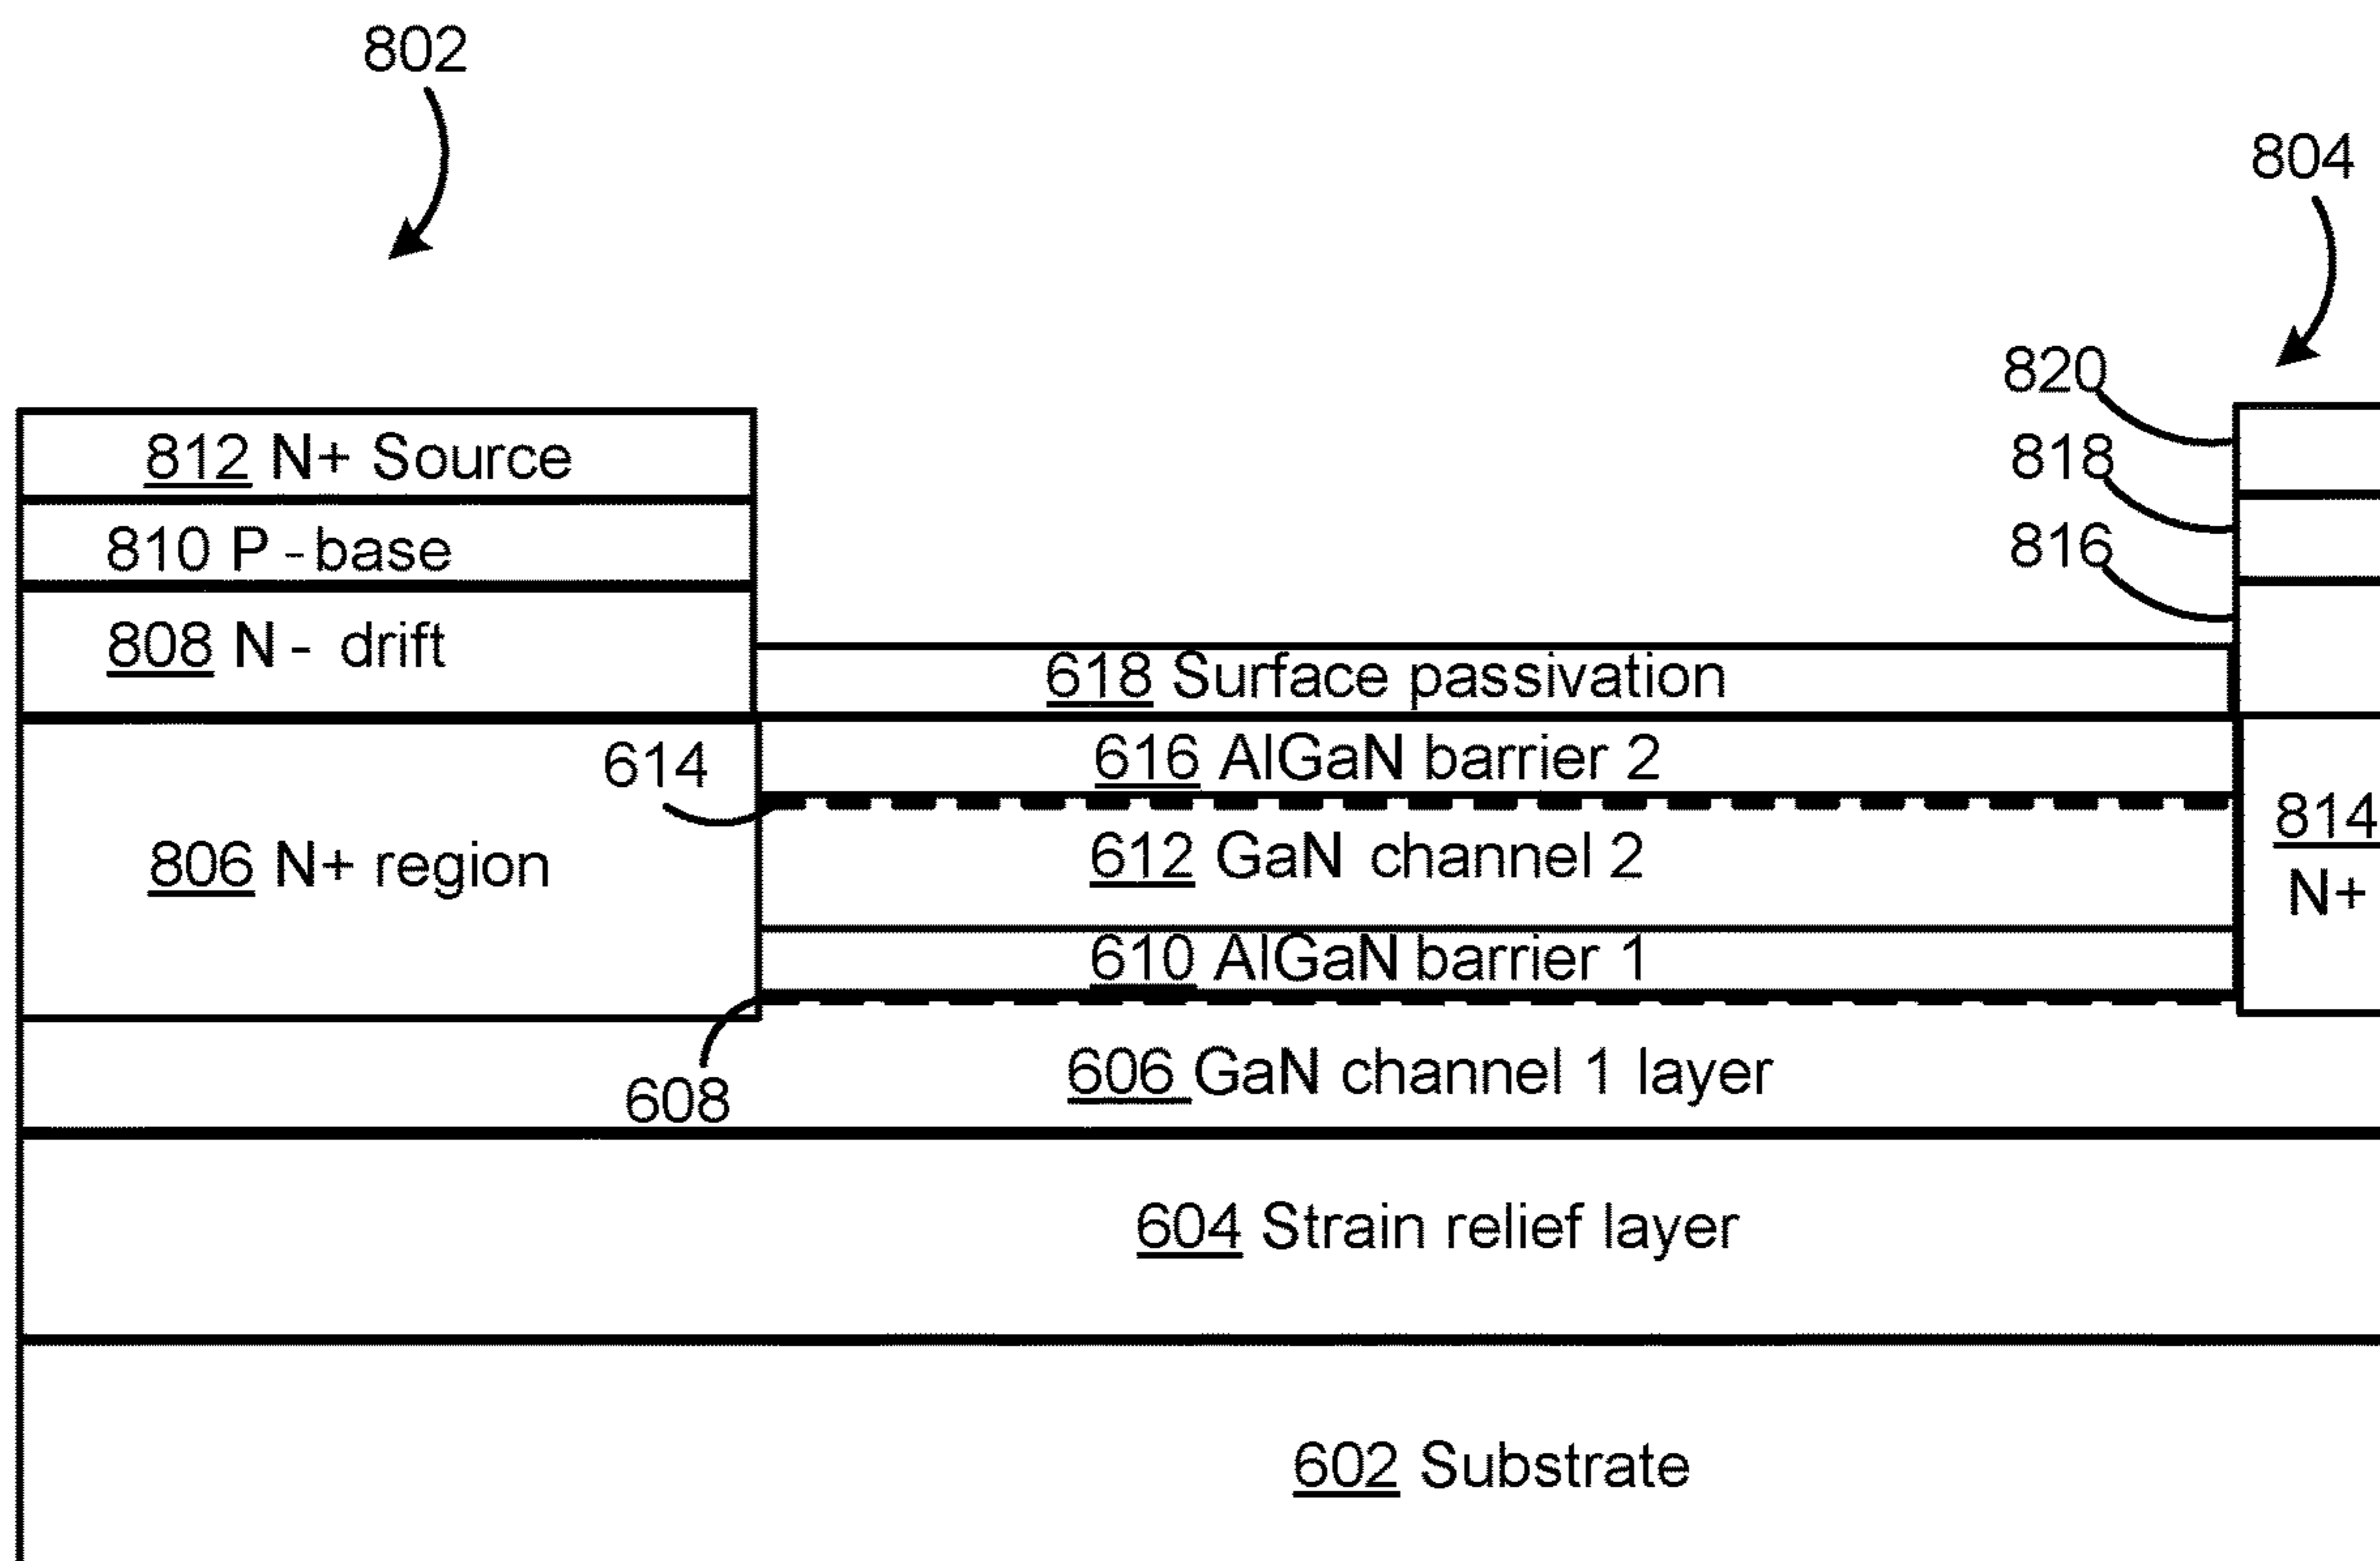 802
804
820
812 N+ Source
818
810 P -base
816
808 N - drift
618 Surface passivation
614
616 AlGaN barrier 2
814
N+
612 GaN channel 2
806 N+ region
610 AlGaN barrier 1
606 GaN channel 1 layer
608
604 Strain relief layer
602 Substrate